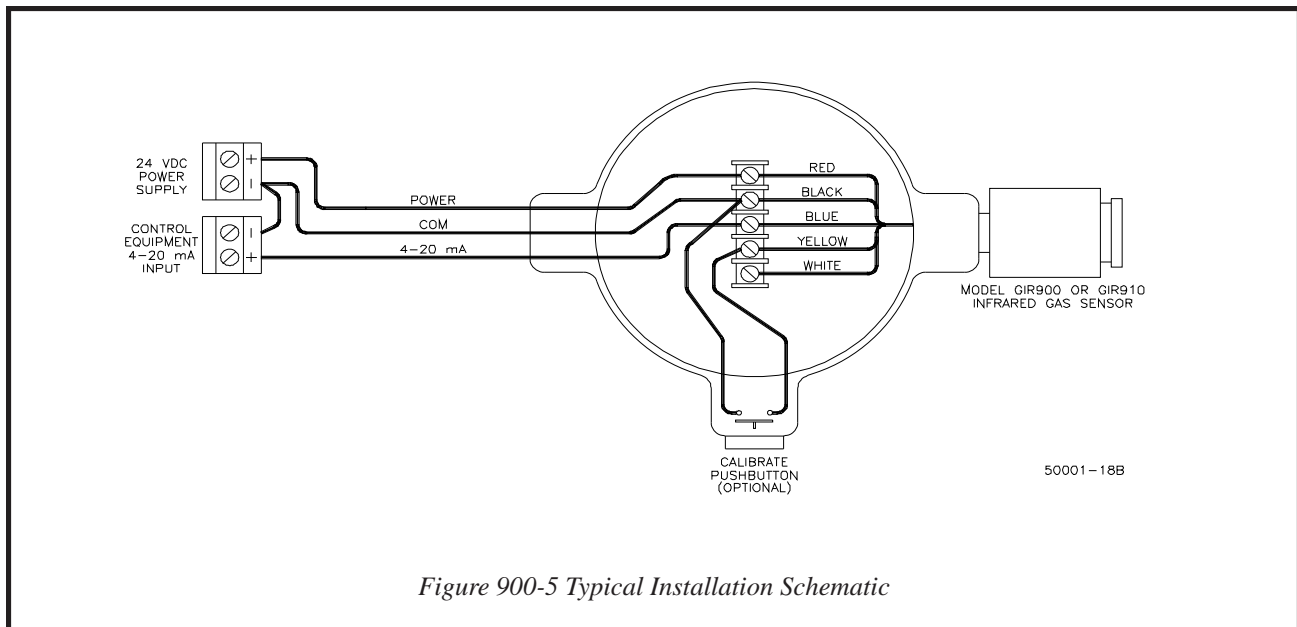 24 VDC
POWER
SUPPLY
+
-
CONTROL
EQUIPMENT
4-20 mA
INPUT
-
+
POWER
COM
4-20 mA
RED
BLACK
BLUE
YELLOW
WHITE
MODEL GIR900 OR GIR910
INFRARED GAS SENSOR
CALIBRATE
PUSHBUTTON
(OPTIONAL)
50001-18B
Figure 900-5 Typical Installation Schematic